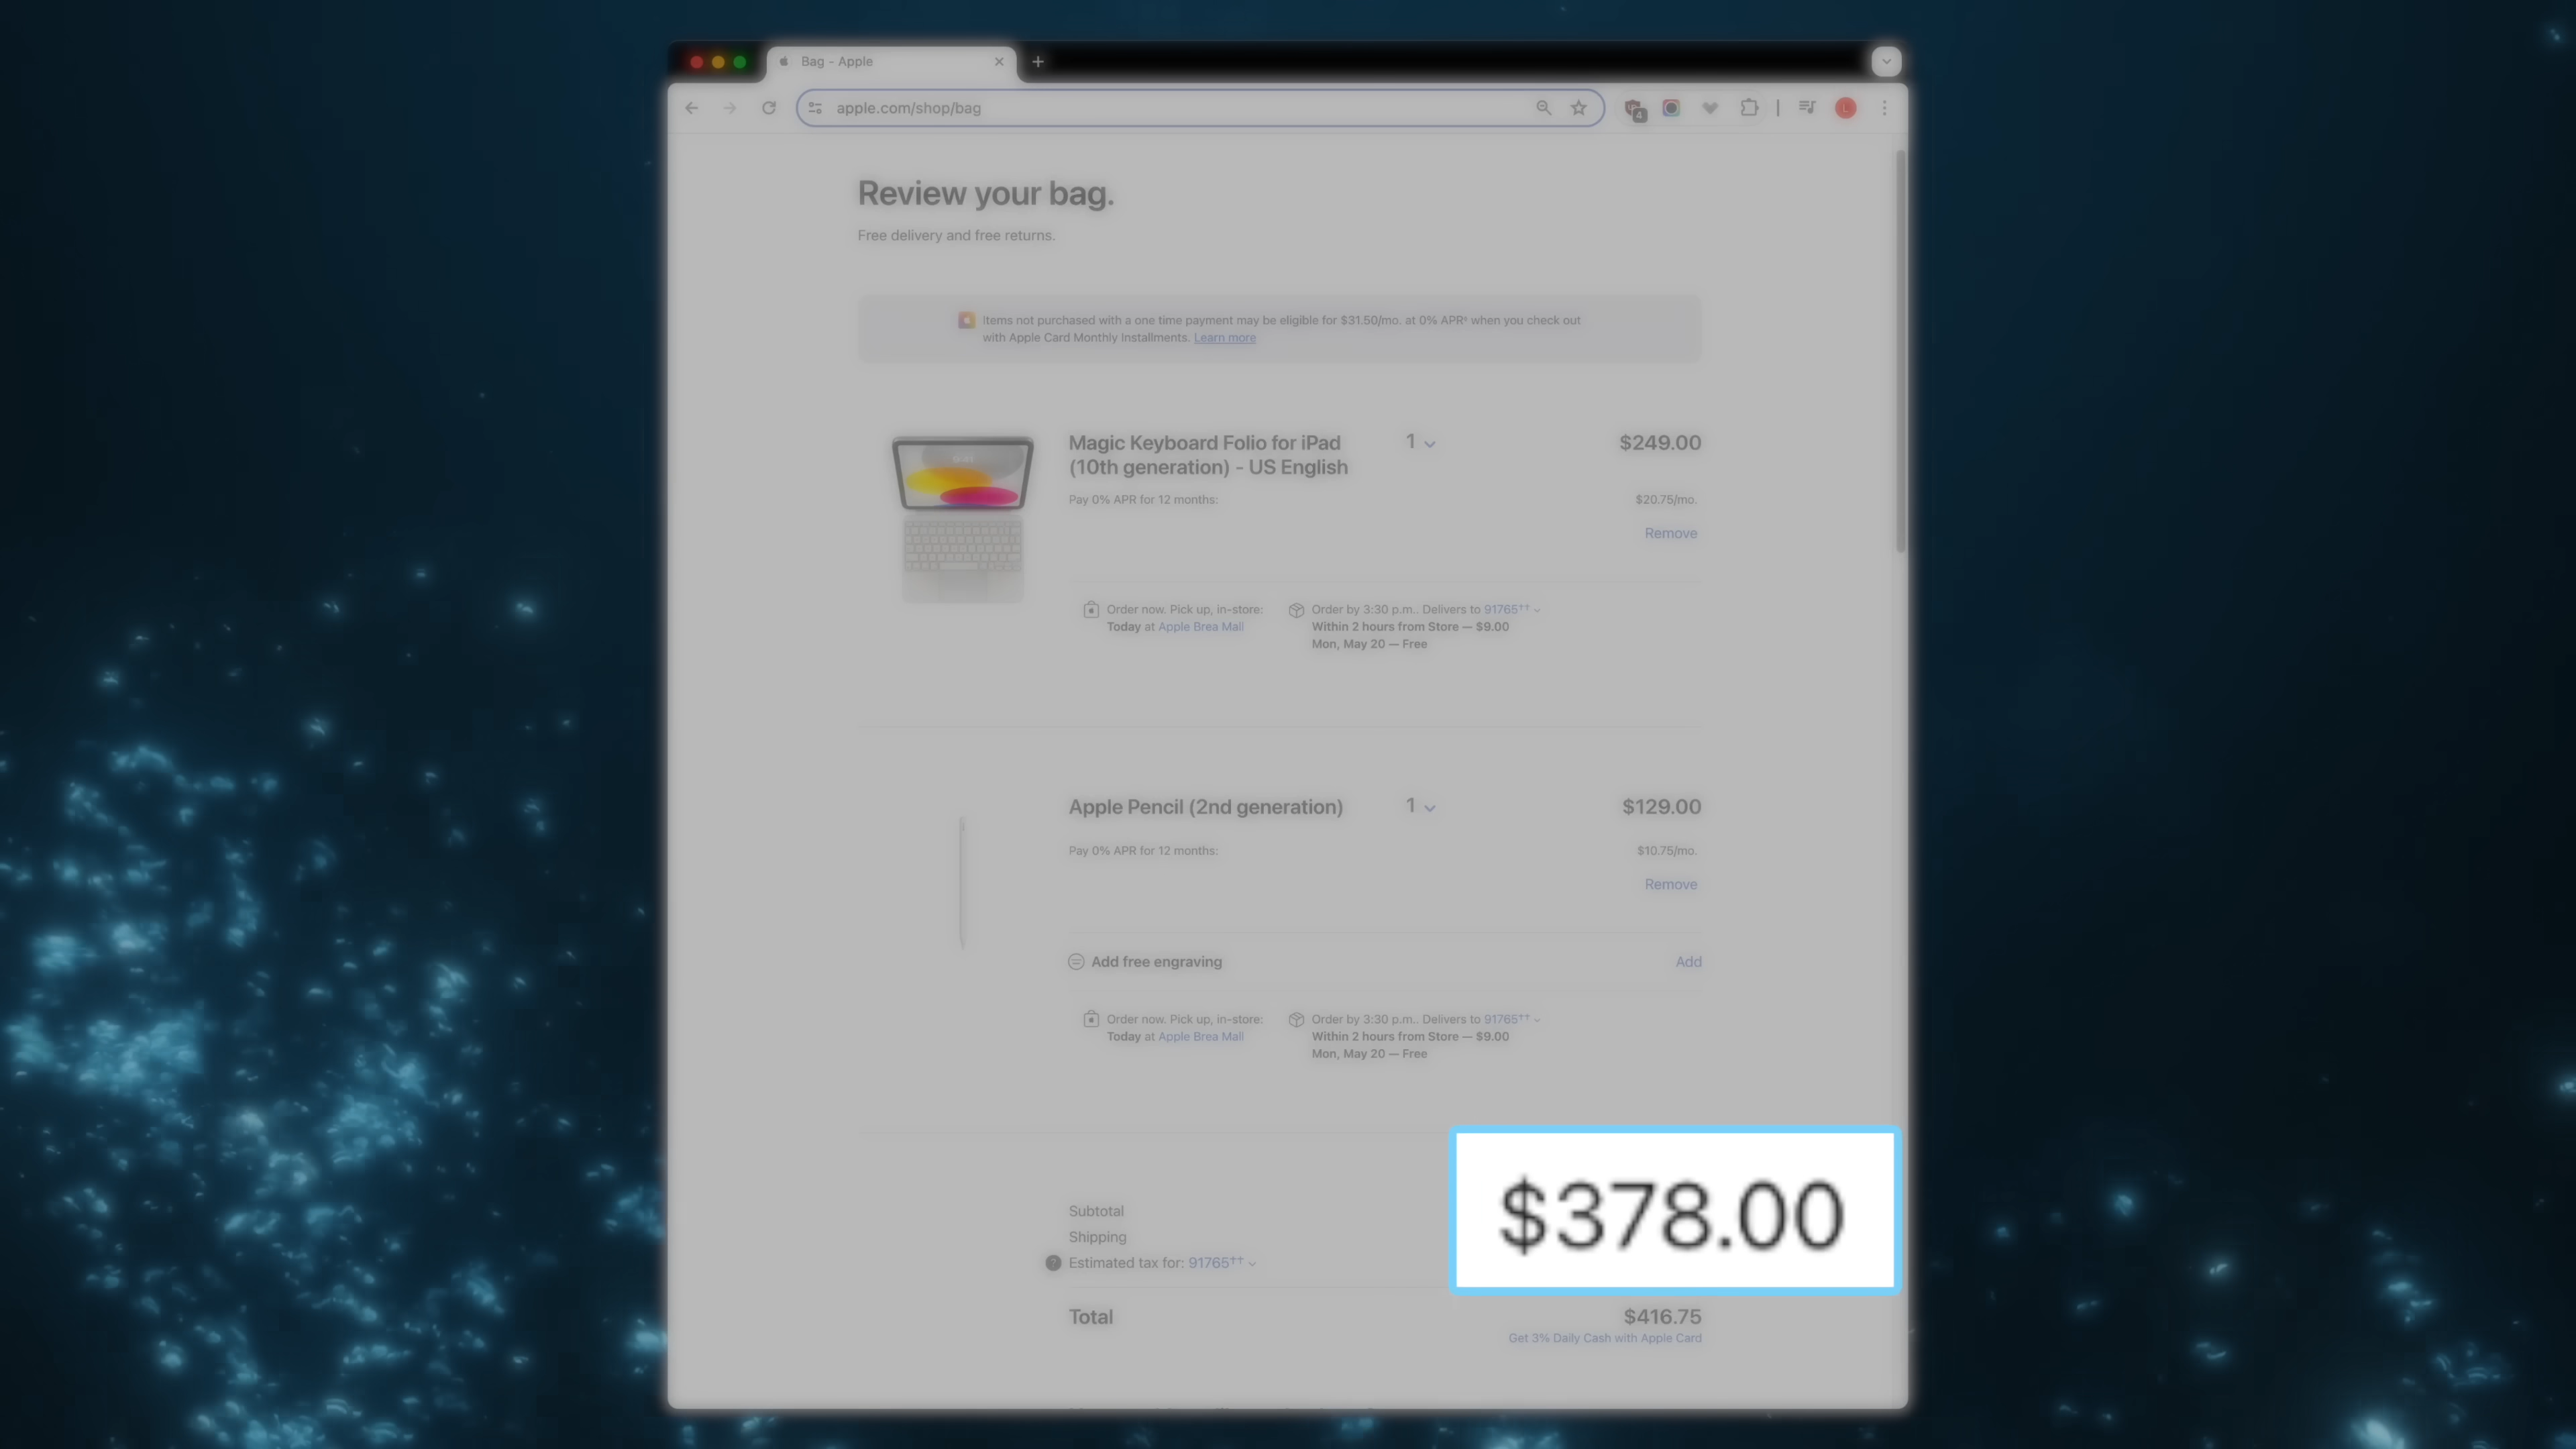 Bag - Apple
apple.com/shop/bag
4
L
Review your bag.
Free delivery and free returns.
Items not purchased with a one time payment may be eligible for $31.50/mo. at 0% APR◊ when you check out
with Apple Card Monthly Installments. Learn more
Magic Keyboard Folio for iPad
(10th generation) - US English
1
$249.00
Pay 0% APR for 12 months:
$20.75/mo.
Remove
Order now. Pick up, in-store:
Today at Apple Brea Mall
Order by 3:30 p.m.. Delivers to 91765††
Within 2 hours from Store — $9.00
Mon, May 20 — Free
Apple Pencil (2nd generation)
1
$129.00
Pay 0% APR for 12 months:
$10.75/mo.
Remove
Add free engraving
Add
Order now. Pick up, in-store:
Today at Apple Brea Mall
Order by 3:30 p.m.. Delivers to 91765††
Within 2 hours from Store — $9.00
Mon, May 20 — Free
Subtotal
$378.00
Shipping
Estimated tax for: 91765††
Total
$416.75
Get 3% Daily Cash with Apple Card